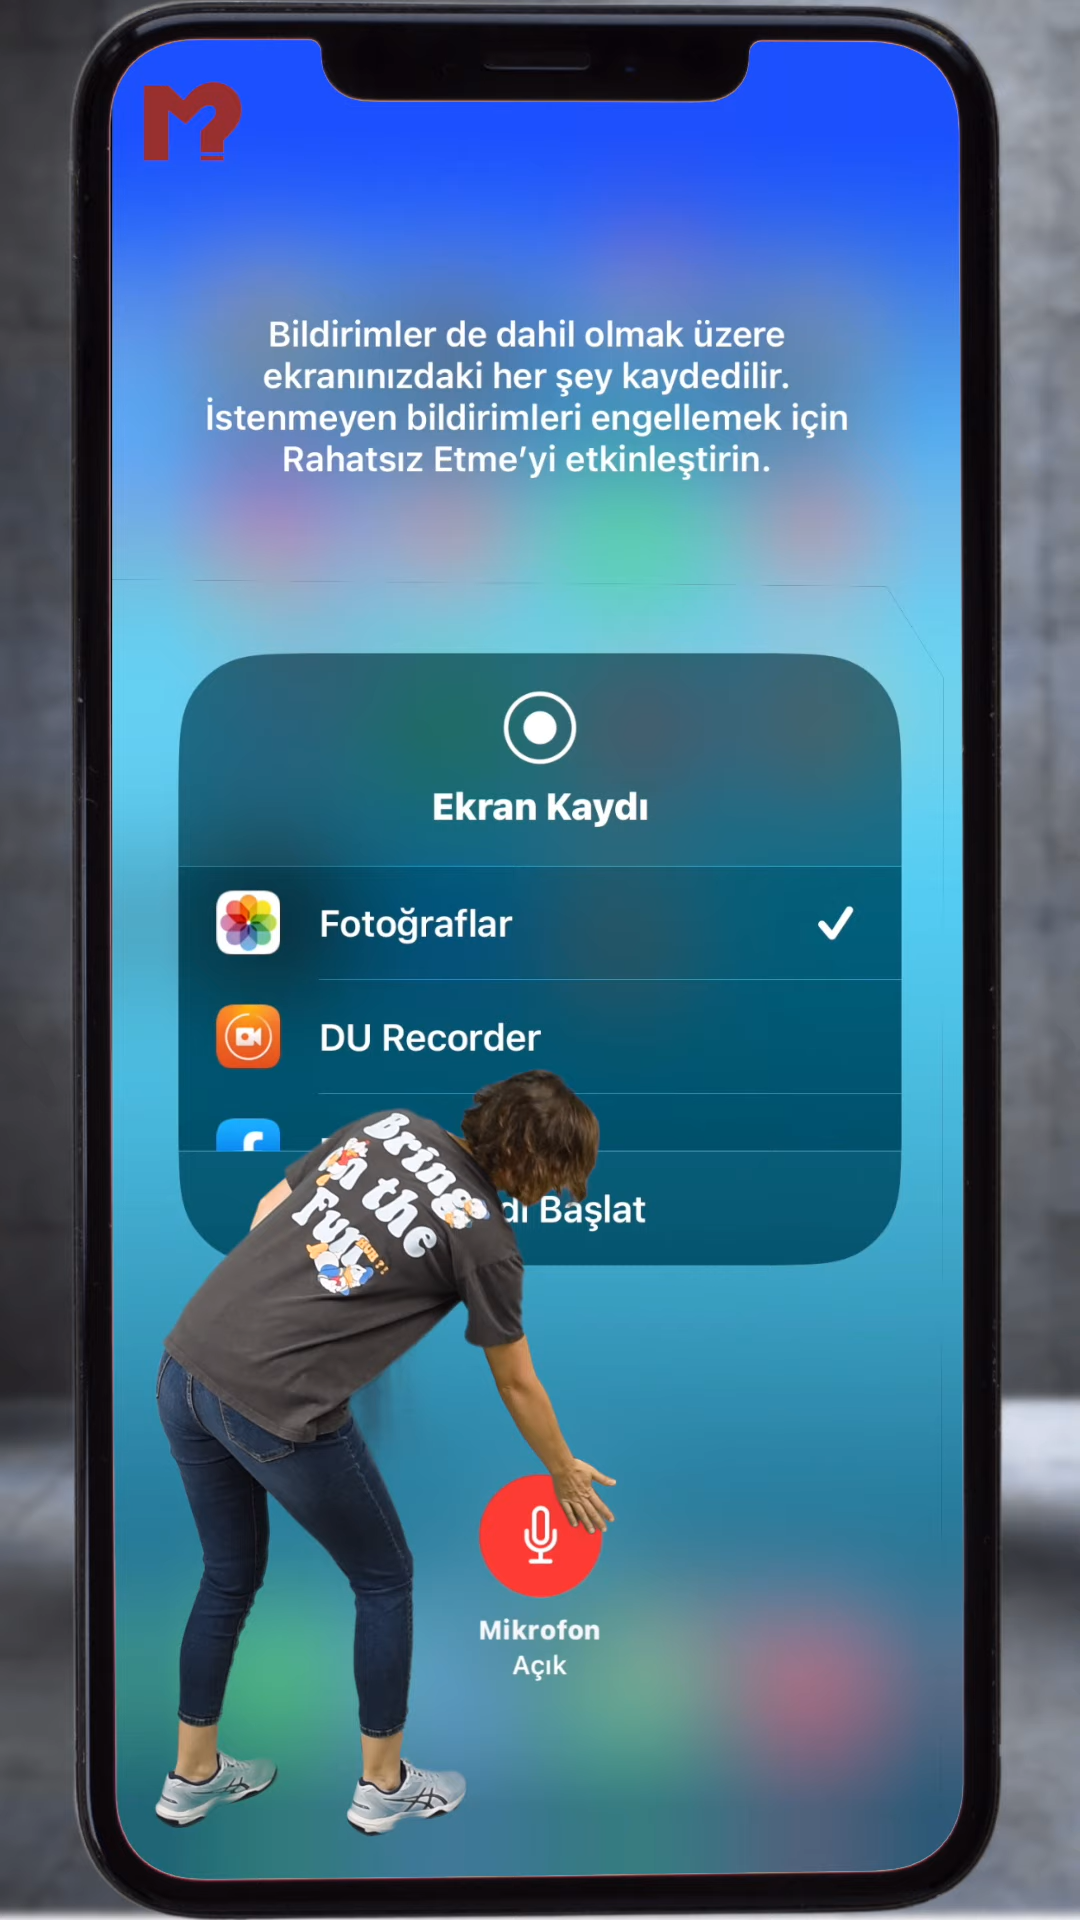 Bildirimler de dahil olmak üzere
ekranınızdaki her şey kaydedilir.
İstenmeyen bildirimleri engellemek için
Rahatsız Etme’yi etkinleştirin.
Ekran Kaydı
Fotoğraflar
DU Recorder
Başlat
Bring
on the
Fun
Mikrofon
Açık